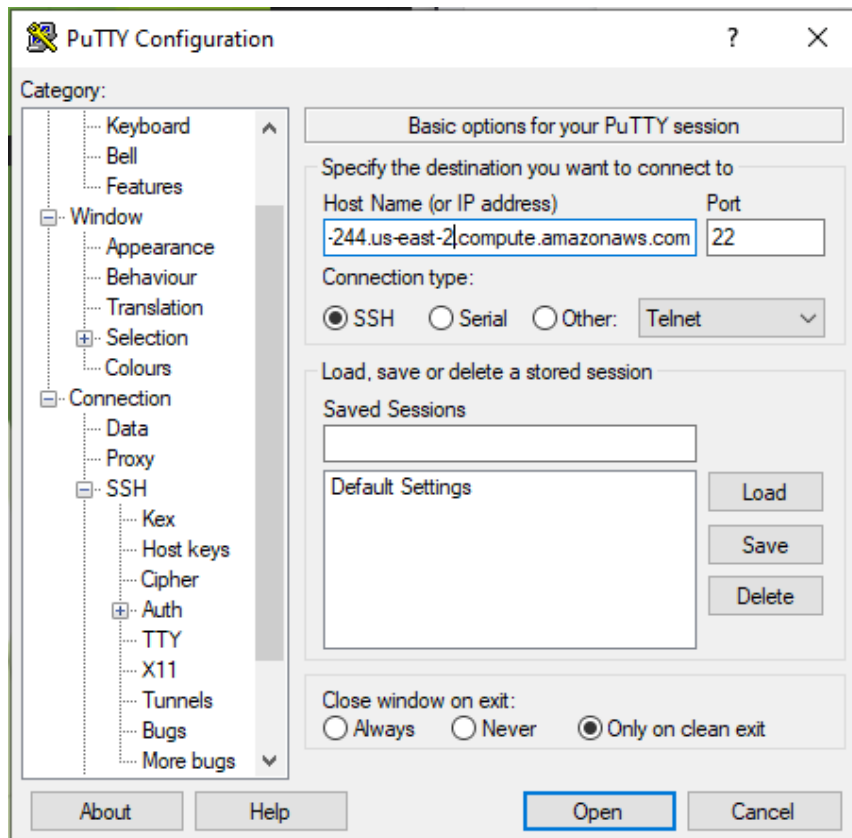 PuTTY Configuration
?
Category:
Keyboard
Bell
Features
Window
Appearance
Behaviour
Translation
Selection
Colours
Connection
Data
Proxy
SSH
Kex
Host keys
Cipher
Auth
TTY
X11
Tunnels
Bugs
More bugs
Basic options for your PuTTY session
Specify the destination you want to connect to
Host Name (or IP address) Port
-244.us-east-2.compute.amazonaws.com 22
Connection type:
SSH Serial Other: Telnet
Load, save or delete a stored session
Saved Sessions
Default Settings
Load
Save
Delete
Close window on exit:
Always Never Only on clean exit
About Help Open Cancel